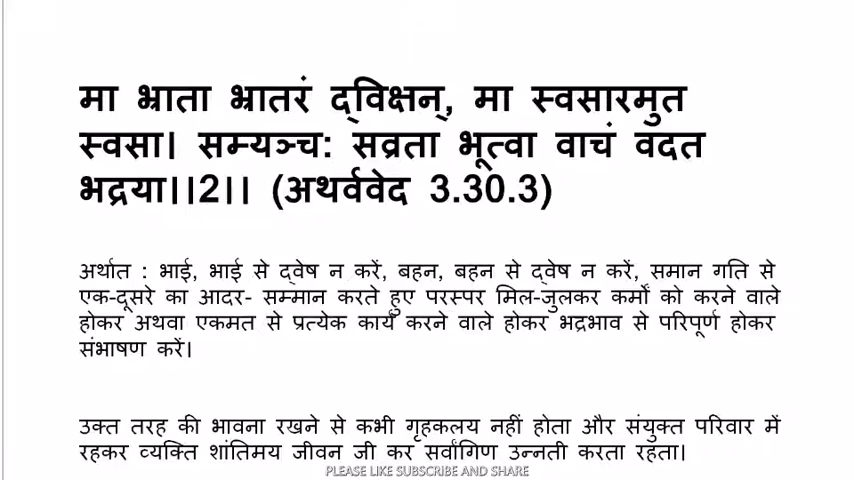 मा भ्राता भ्रातरं द्विक्षन्, मा स्वसारमुत
स्वसा। सम्यञ्च: सव्रता भूत्वा वाचं वदत
भद्रया।।2।। (अथर्ववेद 3.30.3)
अर्थात : भाई, भाई से द्वेष न करें, बहन, बहन से द्वेष न करें, समान गति से
एक-दूसरे का आदर- सम्मान करते हुए परस्पर मिल-जुलकर कर्मों को करने वाले
होकर अथवा एकमत से प्रत्येक कार्य करने वाले होकर भद्रभाव से परिपूर्ण होकर
संभाषण करें।
उक्त तरह की भावना रखने से कभी गृहकलय नहीं होता और संयुक्त परिवार में
रहकर व्यक्ति शांतिमय जीवन जी कर सर्वांगिण उन्नती करता रहता।
PLEASE LIKE SUBSCRIBE AND SHARE